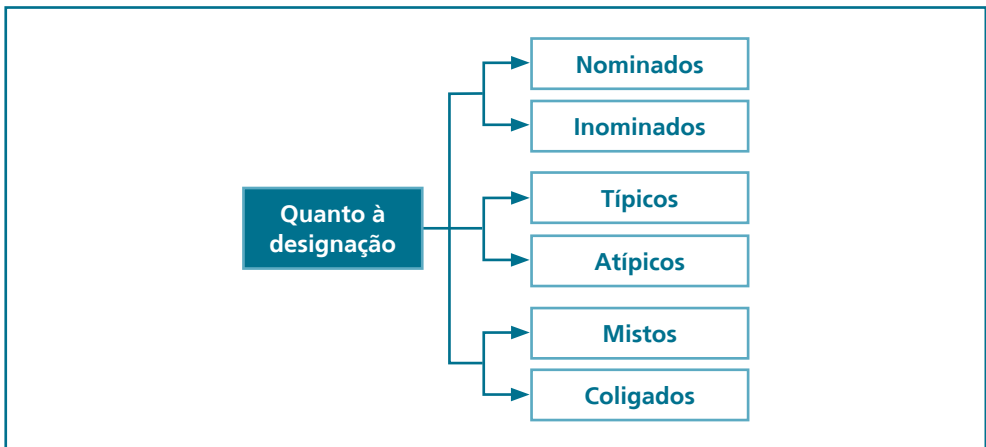 Quanto à
designação
Nominados
Inominados
Típicos
Atípicos
Mistos
Coligados